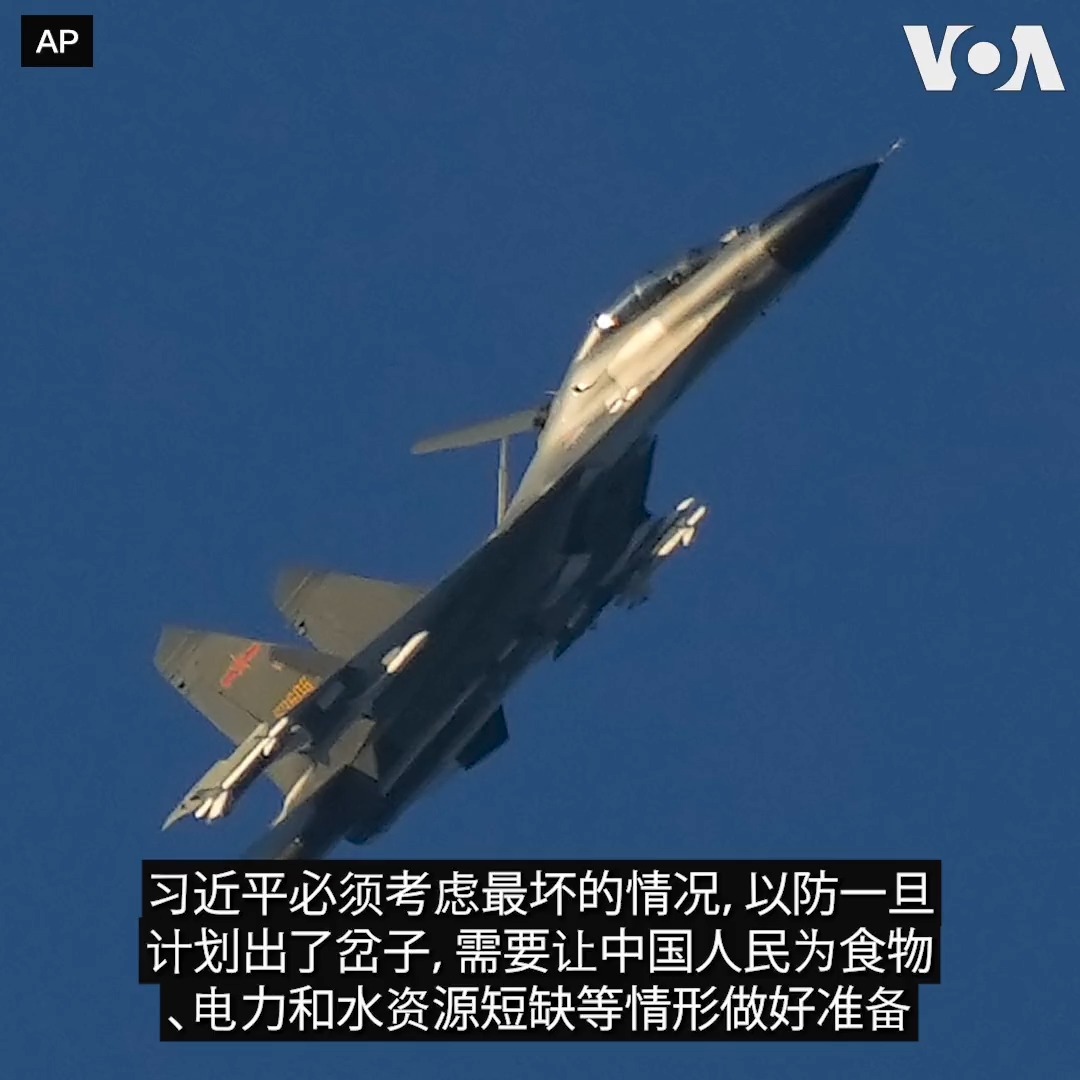 AP
VOA
习近平必须考虑最坏的情况, 以防一旦
计划出了岔子, 需要让中国人民为食物
、电力和水资源短缺等情形做好准备